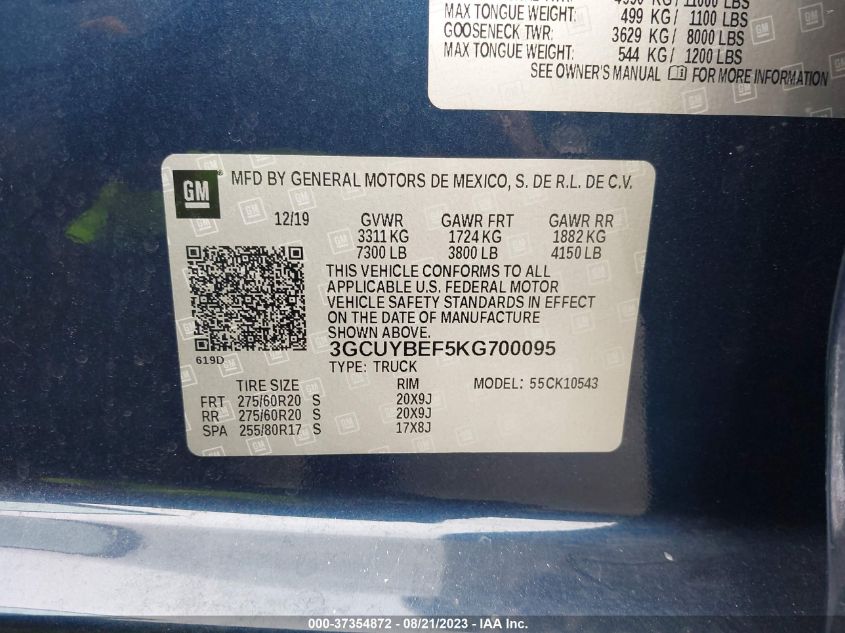 11000 LBS
MAX TONGUE WEIGHT: 499 KG/ 1100 LBS
GOOSENECK TWR: 3629 KG/ 8000 LBS
MAX TONGUE WEIGHT: 544 KG/ 1200 LBS
SEE OWNER'S MANUAL FOR MORE INFORMATION
GM ® MFD BY GENERAL MOTORS DE MEXICO, S. DE R.L. DE C.V.
12/19 GVWR GAWR FRT GAWR RR
3311 KG 1724 KG 1882 KG
7300 LB 3800 LB 4150 LB
THIS VEHICLE CONFORMS TO ALL
APPLICABLE U.S. FEDERAL MOTOR
VEHICLE SAFETY STANDARDS IN EFFECT
ON THE DATE OF MANUFACTURE
SHOWN ABOVE.
619D
3GCUYBEF5KG700095
TYPE: TRUCK
MODEL: 55CK10543
TIRE SIZE RIM
FRT 275/60R20 S 20X9J
RR 275/60R20 S 20X9J
SPA 255/80R17 S 17X8J
000-37354872 - 08/21/2023 - IAA Inc.